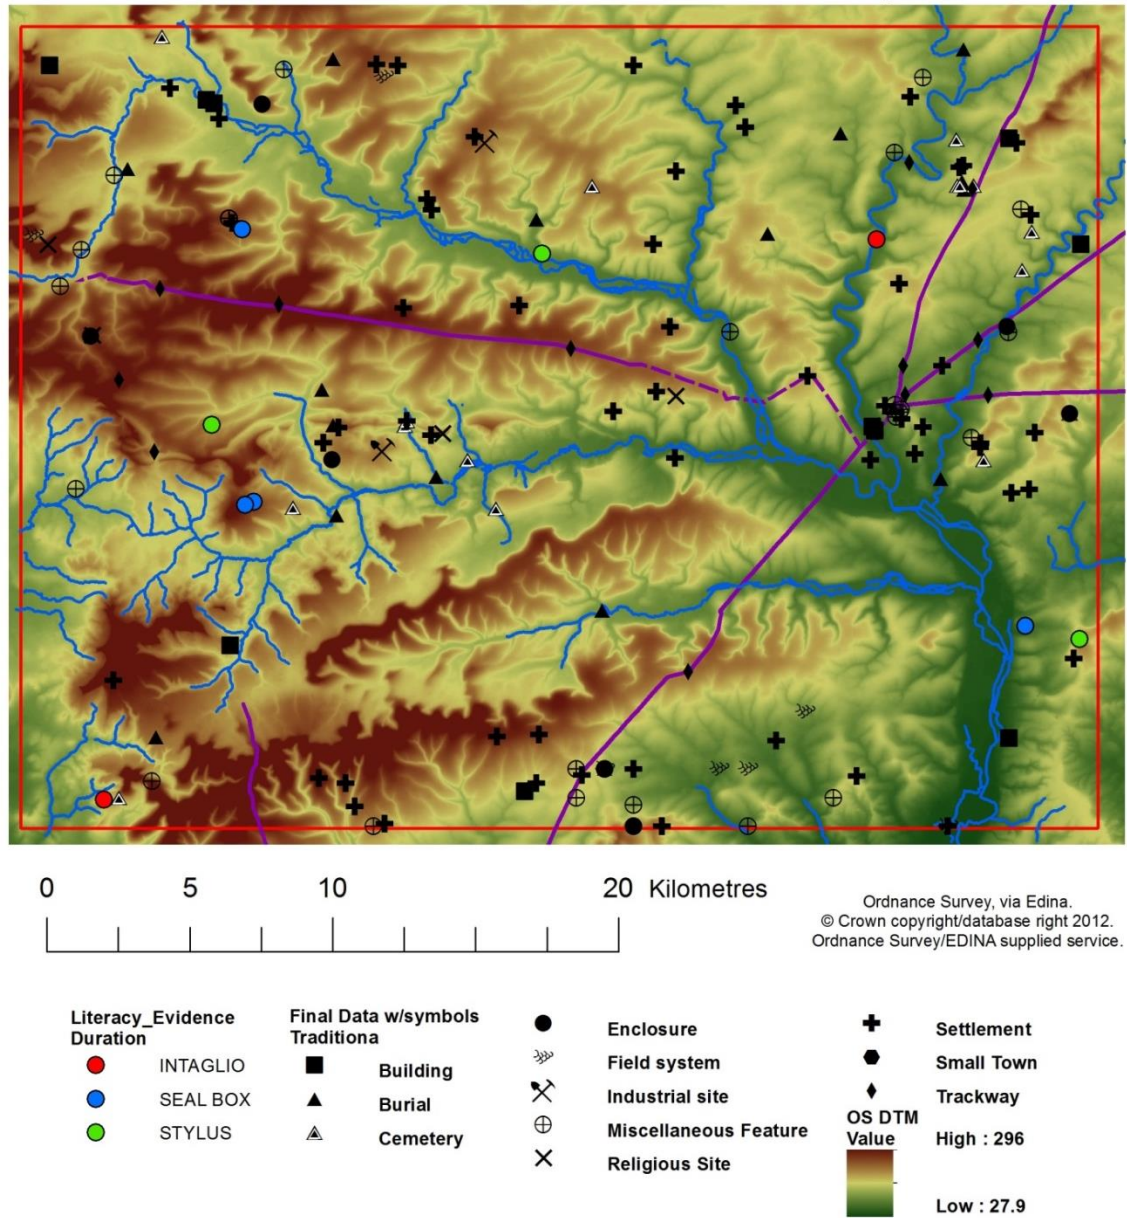 0 5 10 20 Kilometres
Ordnance Survey, via Edina.
© Crown copyright/database right 2012.
Ordnance Survey/EDINA supplied service.
Literacy_Evidence
Duration
INTAGLIO
SEAL BOX
STYLUS
Final Data w/symbols
Traditiona
Building
Burial
Cemetery
Enclosure
Field system
Industrial site
Miscellaneous Feature
Religious Site
Settlement
Small Town
Trackway
OS DTM
Value
High : 296
Low : 27.9